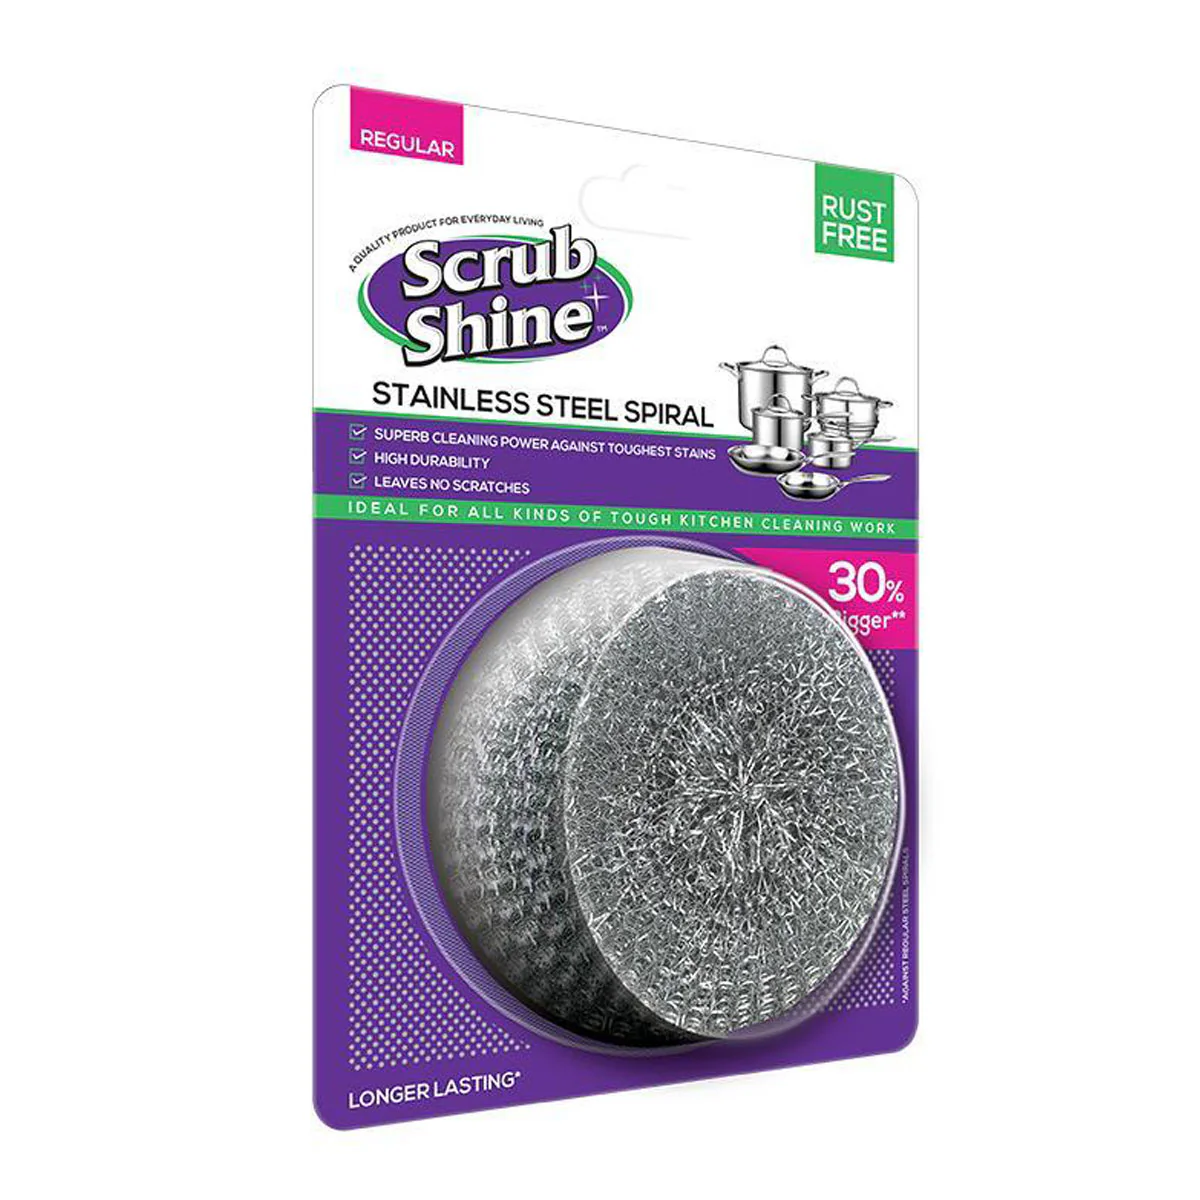 REGULAR
RUST
FREE
A QUALITY PRODUCT FOR EVERYDAY LIVING
Scrub
Shine™
STAINLESS STEEL SPIRAL
SUPERB CLEANING POWER AGAINST TOUGHEST STAINS
HIGH DURABILITY
LEAVES NO SCRATCHES
IDEAL FOR ALL KINDS OF TOUGH KITCHEN CLEANING WORK
30%
Bigger**
*AGAINST REGULAR STEEL SPIRALS
LONGER LASTING*